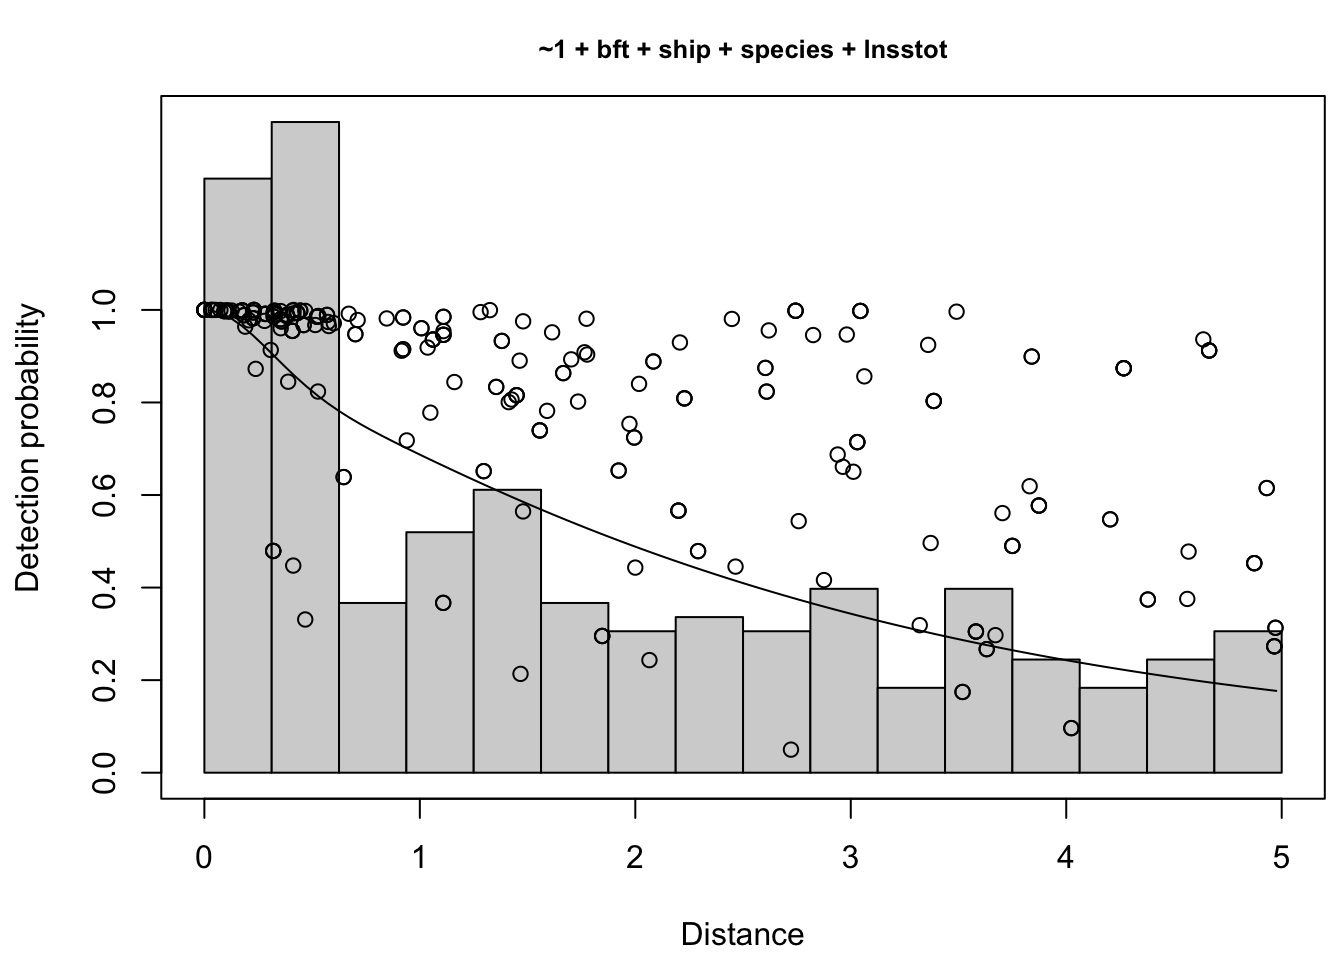 ~1 + bft + ship + species + lnsstot
Detection probability
1.0
0.8
0.6
0.4
0.2
0.0
0 1 2 3 4 5
Distance